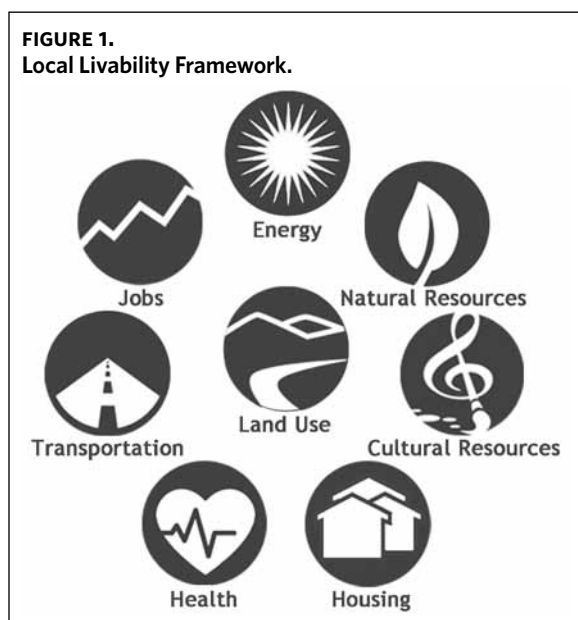 FIGURE 1.
Local Livability Framework.
Energy
Jobs
Natural Resources
Transportation
Land Use
Cultural Resources
Health
Housing